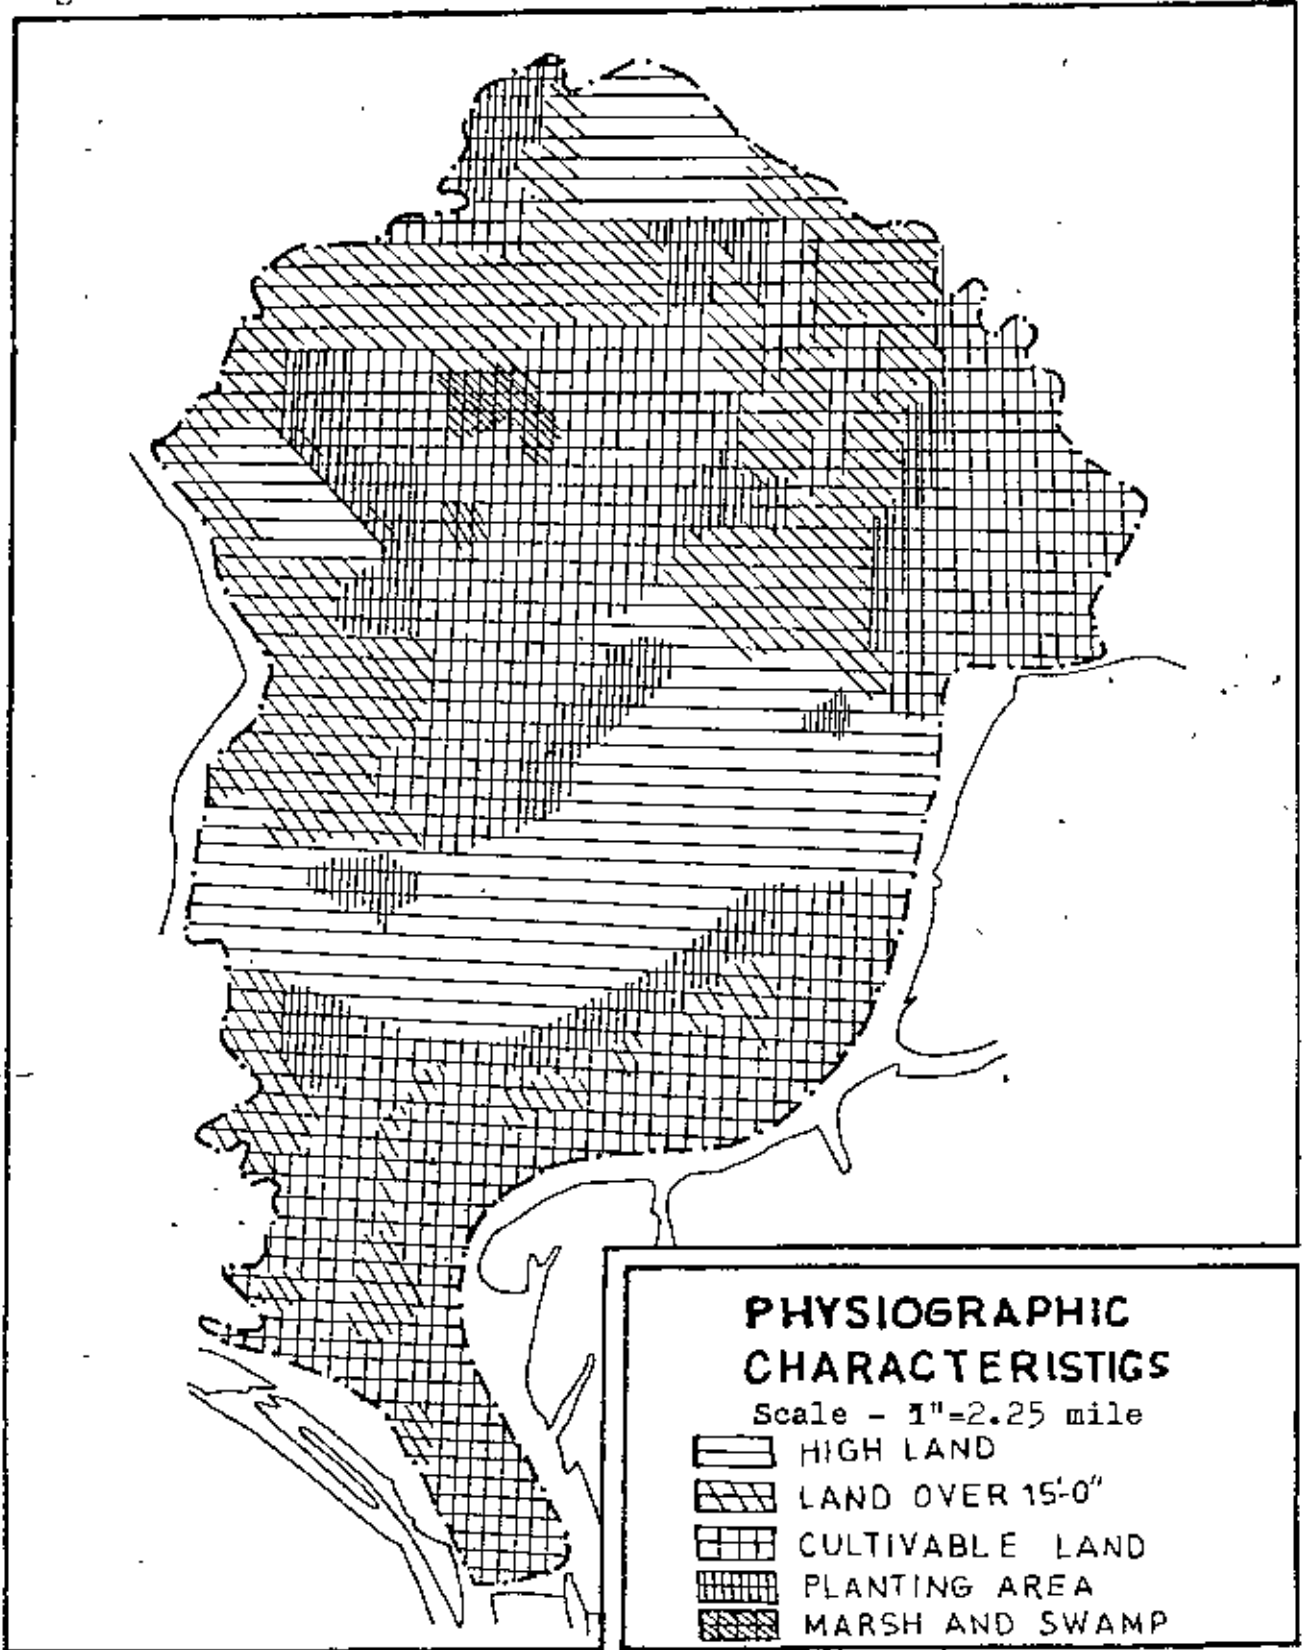 PHYSIOGRAPHIC
CHARACTERISTIGS
Scale - 1"=2.25 mile
HIGH LAND
LAND OVER 15'-0"
CULTIVABLE LAND
PLANTING AREA
MARSH AND SWAMP